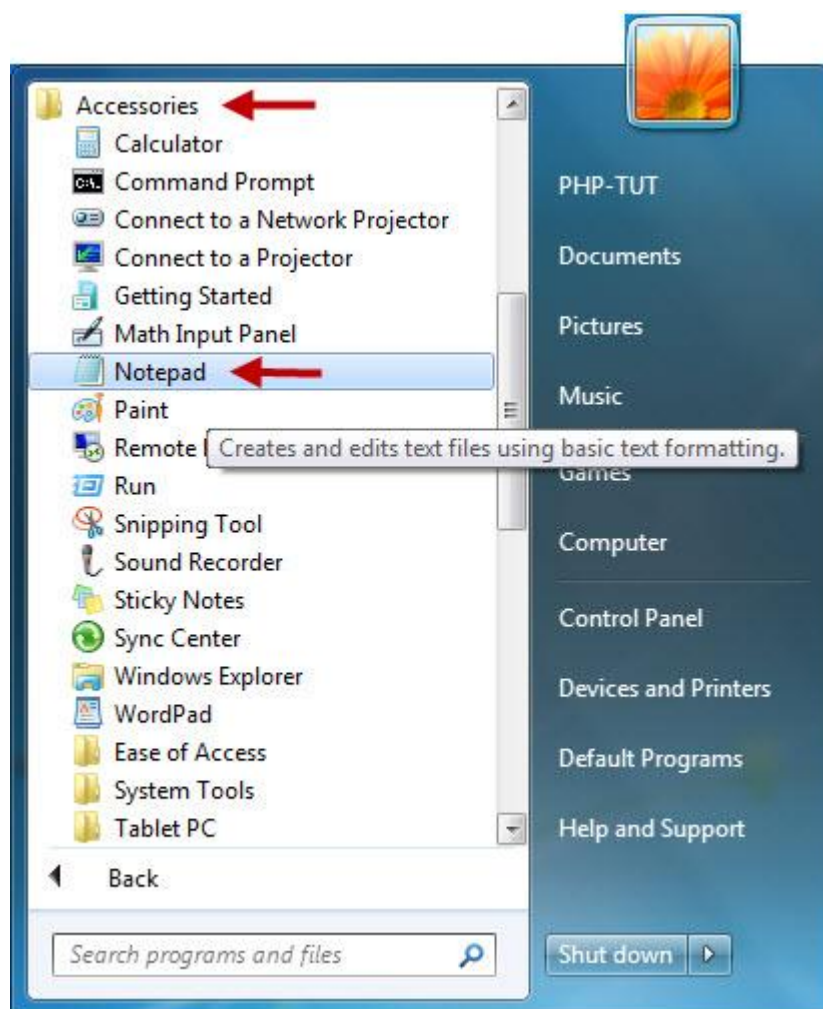 Accessories
Calculator
Command Prompt
Connect to a Network Projector
Connect to a Projector
Getting Started
Math Input Panel
Notepad
Paint
Remote
Creates and edits text files using basic text formatting.
Run
Snipping Tool
Sound Recorder
Sticky Notes
Sync Center
Windows Explorer
WordPad
Ease of Access
System Tools
Tablet PC
Back
Search programs and files
PHP-TUT
Documents
Pictures
Music
Games
Computer
Control Panel
Devices and Printers
Default Programs
Help and Support
Shut down